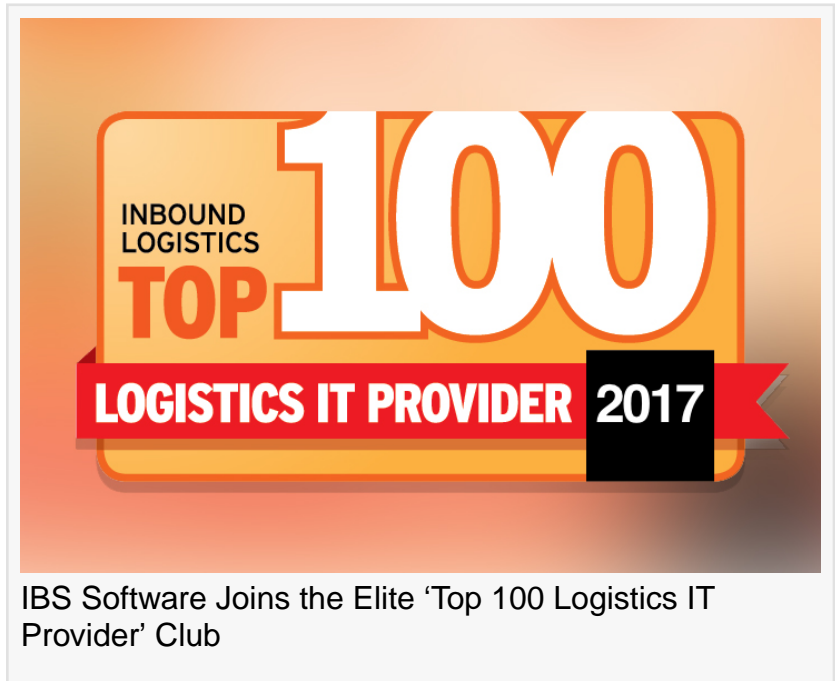 INBOUND
LOGISTICS
TOP 100
LOGISTICS IT PROVIDER 2017
IBS Software Joins the Elite ‘Top 100 Logistics IT
Provider’ Club